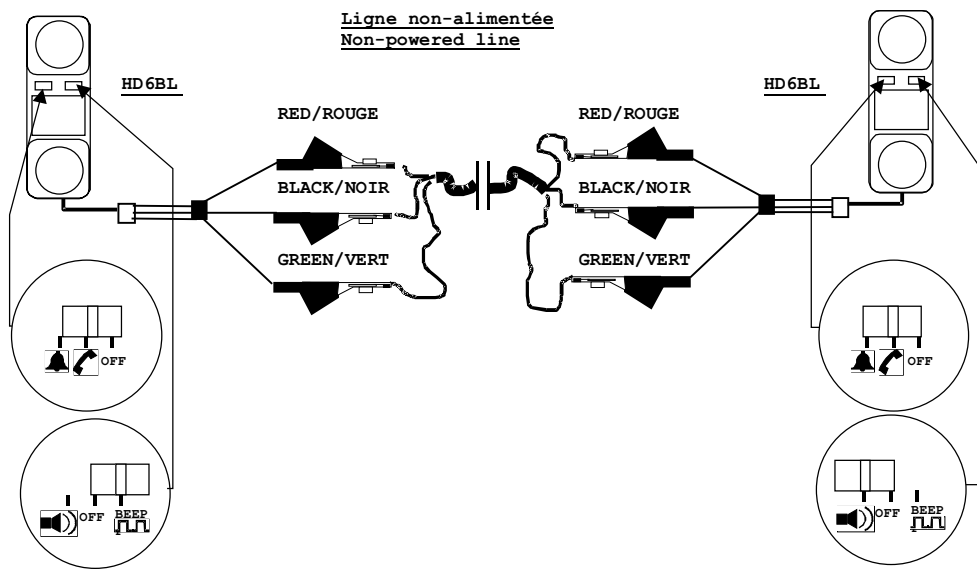 Ligne non-alimentée
Non-powered line
HD6BL
HD6BL
RED/ROUGE
RED/ROUGE
BLACK/NOIR
BLACK/NOIR
GREEN/VERT
GREEN/VERT
OFF
OFF
OFF
BEEP
OFF
BEEP